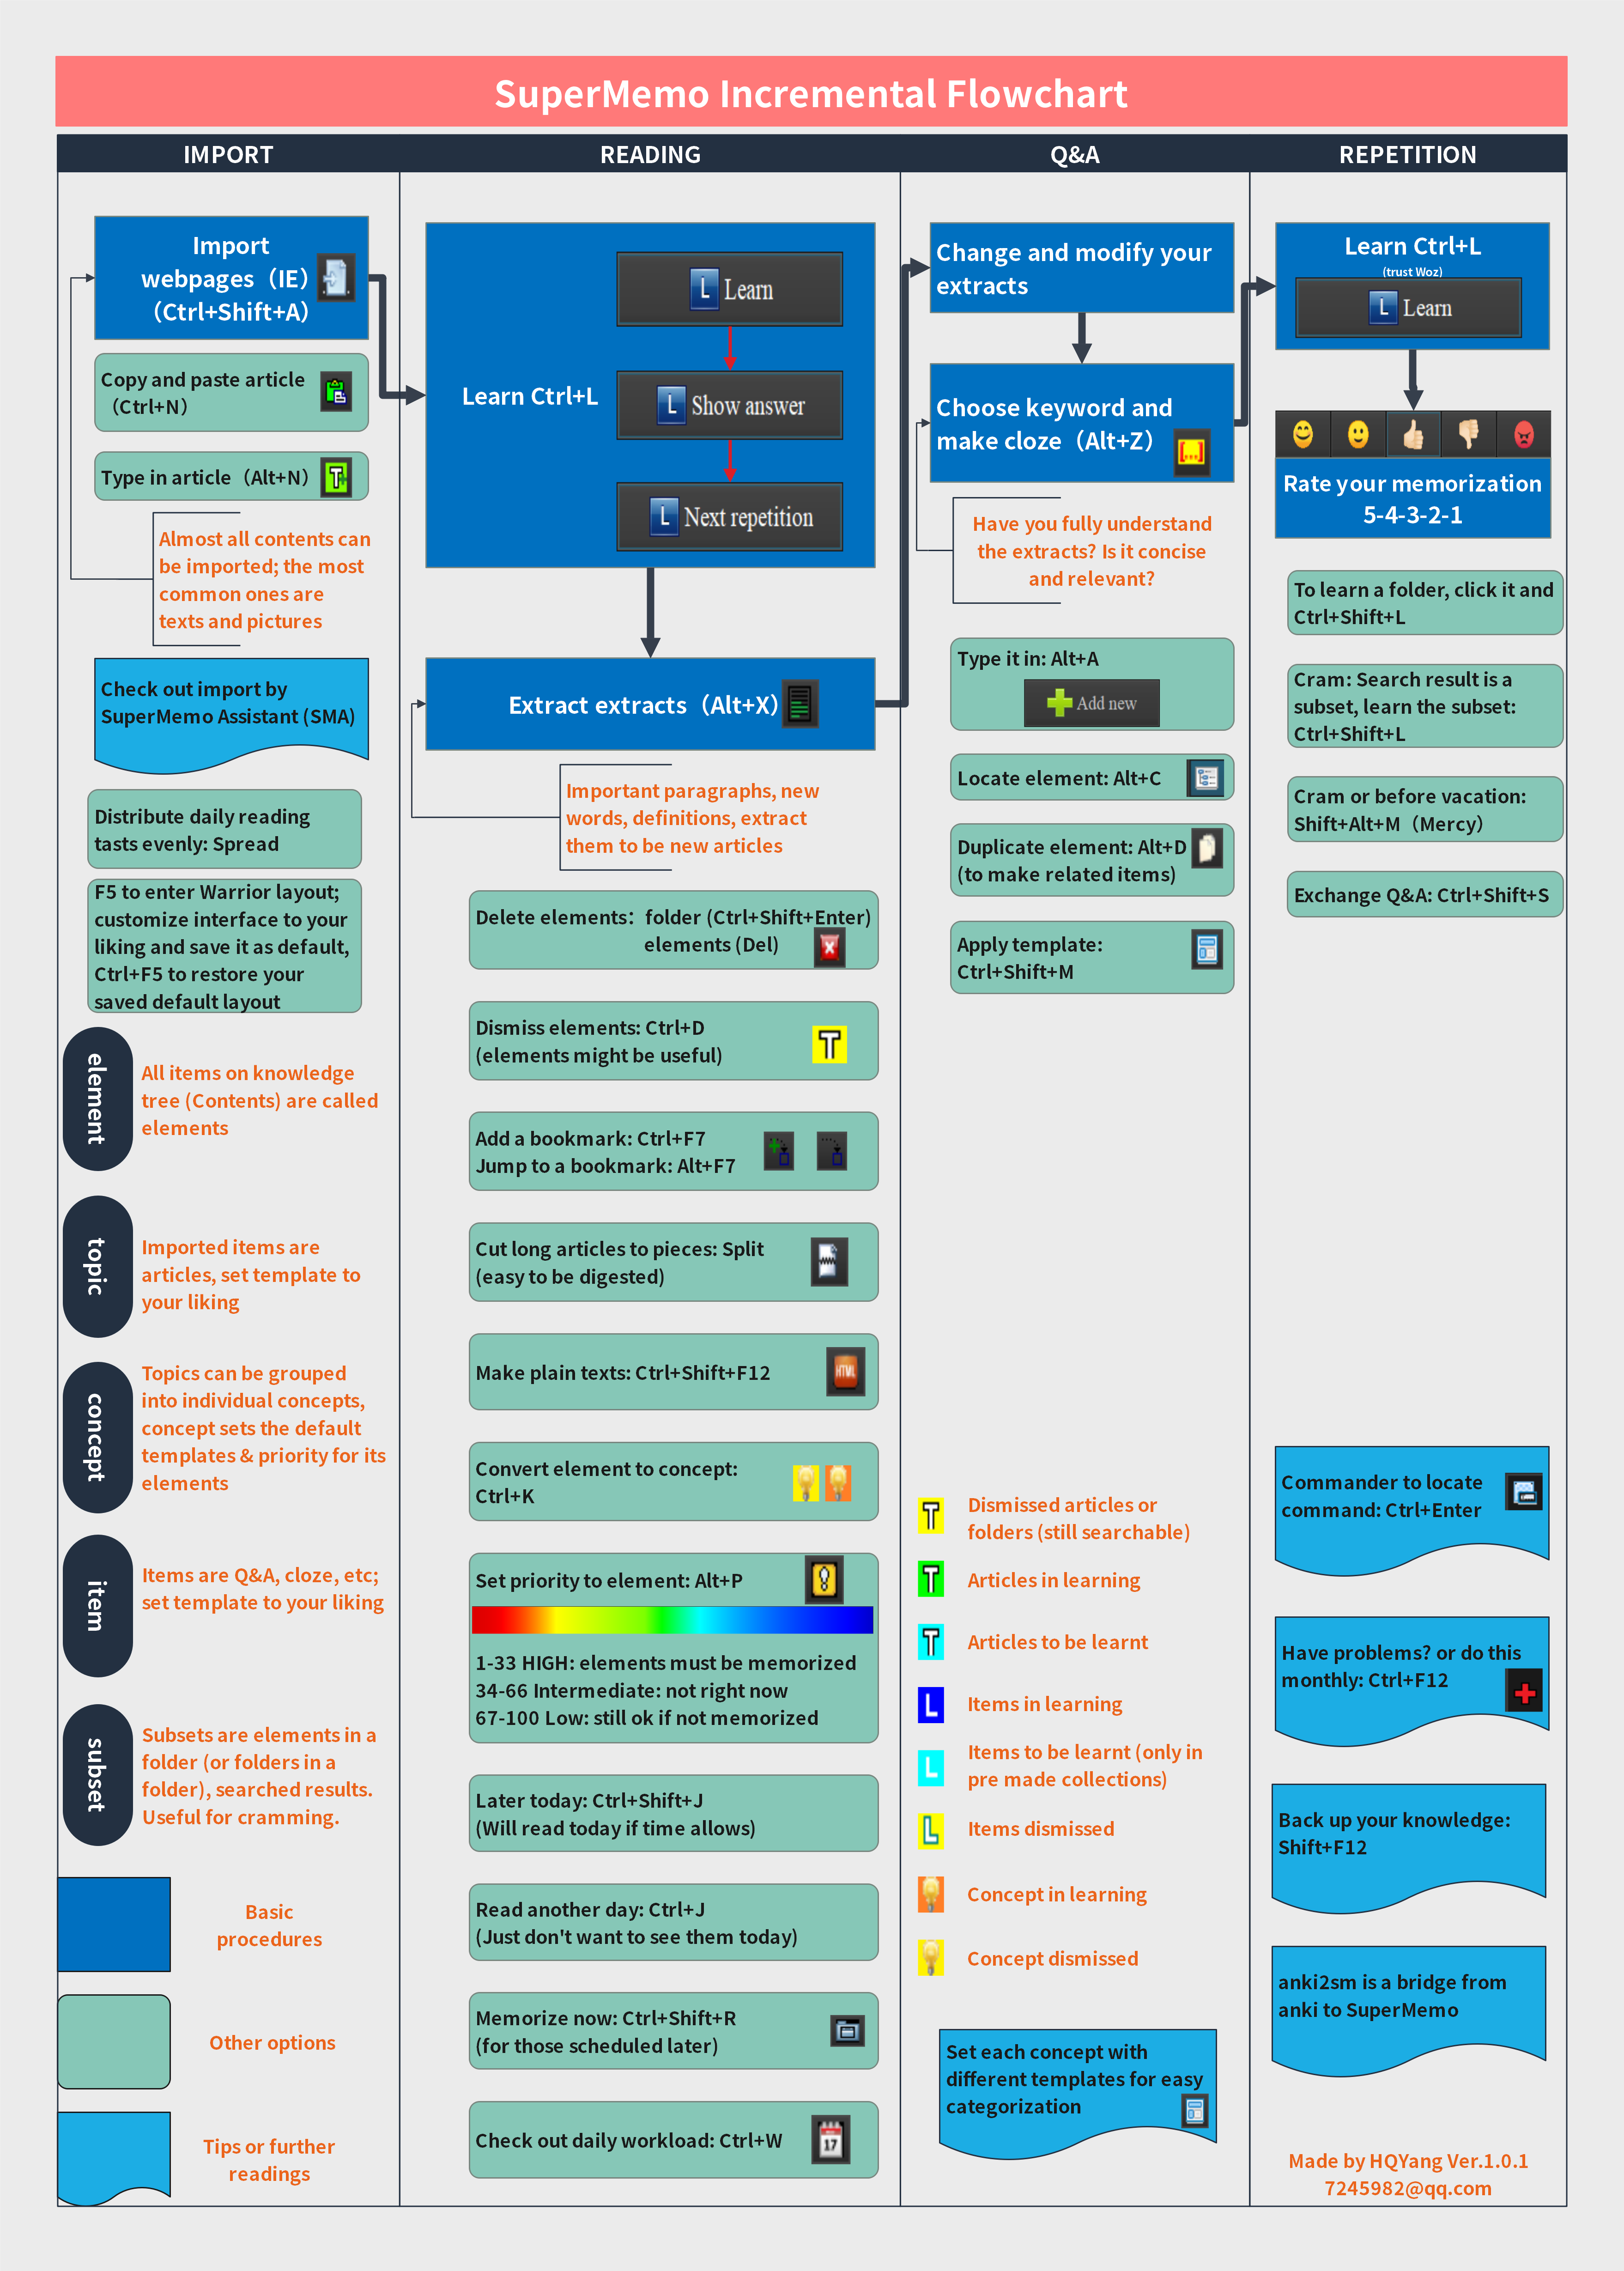 SuperMemo Incremental Flowchart
IMPORT
READING
Q&A
REPETITION
Import
webpages（IE）
（Ctrl+Shift+A）
Copy and paste article
（Ctrl+N）
Type in article（Alt+N）
T
Almost all contents can
be imported; the most
common ones are
texts and pictures
Check out import by
SuperMemo Assistant (SMA)
Distribute daily reading
tasts evenly: Spread
F5 to enter Warrior layout;
customize interface to your
liking and save it as default,
Ctrl+F5 to restore your
saved default layout
element
All items on knowledge
tree (Contents) are called
elements
topic
Imported items are
articles, set template to
your liking
concept
Topics can be grouped
into individual concepts,
concept sets the default
templates & priority for its
elements
item
Items are Q&A, cloze, etc;
set template to your liking
subset
Subsets are elements in a
folder (or folders in a
folder), searched results.
Useful for cramming.
Basic
procedures
Other options
Tips or further
readings
Learn Ctrl+L
L Learn
L Show answer
L Next repetition
Extract extracts（Alt+X）
Important paragraphs, new
words, definitions, extract
them to be new articles
Delete elements：folder (Ctrl+Shift+Enter)
elements (Del)
Dismiss elements: Ctrl+D
(elements might be useful)
T
Add a bookmark: Ctrl+F7
Jump to a bookmark: Alt+F7
Cut long articles to pieces: Split
(easy to be digested)
Make plain texts: Ctrl+Shift+F12
HTML
Convert element to concept:
Ctrl+K
Set priority to element: Alt+P
1-33 HIGH: elements must be memorized
34-66 Intermediate: not right now
67-100 Low: still ok if not memorized
Later today: Ctrl+Shift+J
(Will read today if time allows)
Read another day: Ctrl+J
(Just don't want to see them today)
Memorize now: Ctrl+Shift+R
(for those scheduled later)
Check out daily workload: Ctrl+W
17
Change and modify your
extracts
Choose keyword and
make cloze（Alt+Z）
[...]
Have you fully understand
the extracts? Is it concise
and relevant?
Type it in: Alt+A
Add new
Locate element: Alt+C
Duplicate element: Alt+D
(to make related items)
Apply template:
Ctrl+Shift+M
T Dismissed articles or
folders (still searchable)
T Articles in learning
T Articles to be learnt
L Items in learning
L Items to be learnt (only in
pre made collections)
L Items dismissed
Concept in learning
Concept dismissed
Set each concept with
different templates for easy
categorization
Learn Ctrl+L
(trust Woz)
L Learn
Rate your memorization
5-4-3-2-1
To learn a folder, click it and
Ctrl+Shift+L
Cram: Search result is a
subset, learn the subset:
Ctrl+Shift+L
Cram or before vacation:
Shift+Alt+M（Mercy）
Exchange Q&A: Ctrl+Shift+S
Commander to locate
command: Ctrl+Enter
Have problems? or do this
monthly: Ctrl+F12
Back up your knowledge:
Shift+F12
anki2sm is a bridge from
anki to SuperMemo
Made by HQYang Ver.1.0.1
7245982@qq.com